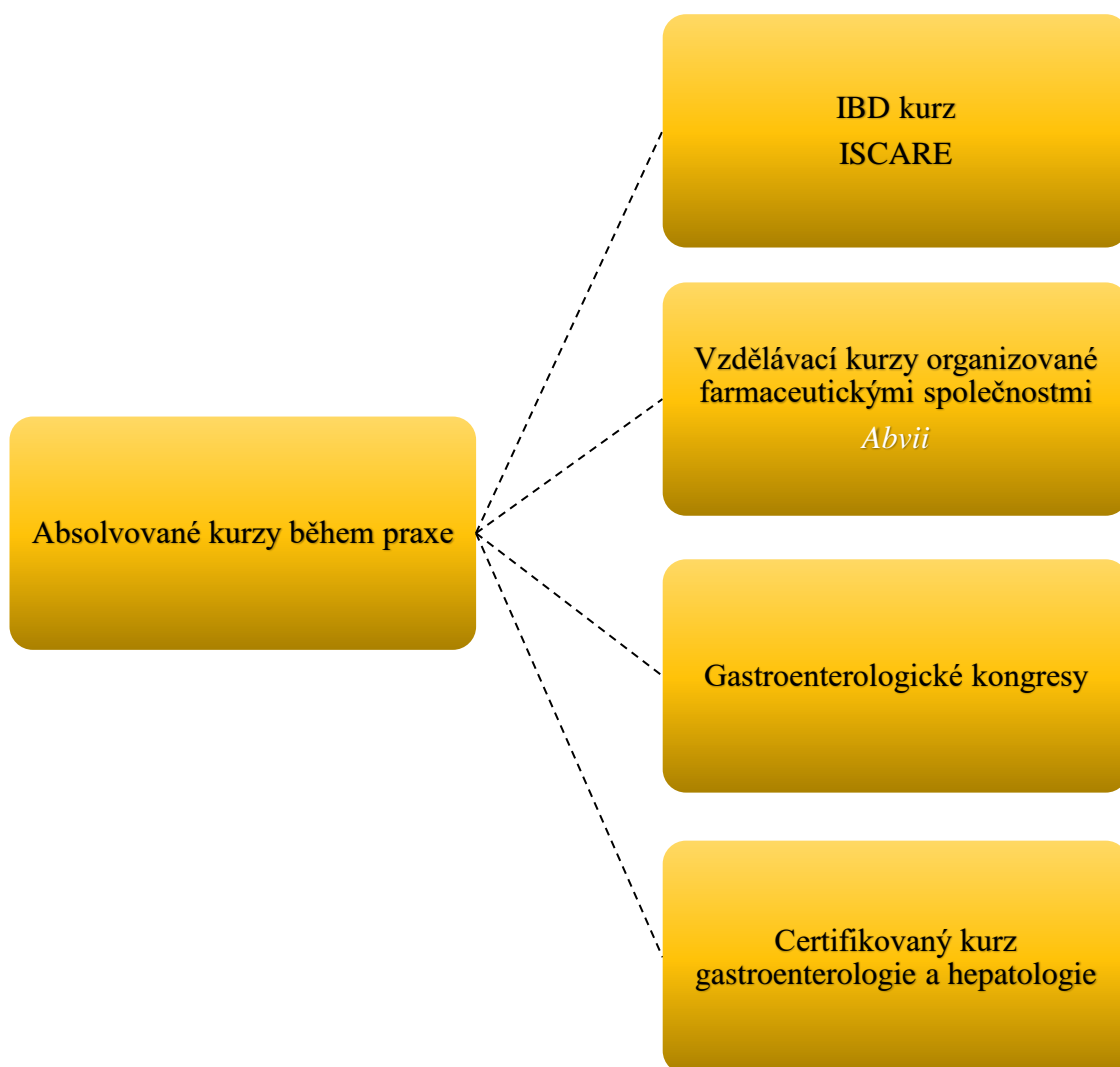 IBD kurz
ISCARE
Vzdělávací kurzy organizované
farmaceutickými společnostmi
Abvii
Absolvované kurzy během praxe
Gastroenterologické kongresy
Certifikovaný kurz
gastroenterologie a hepatologie